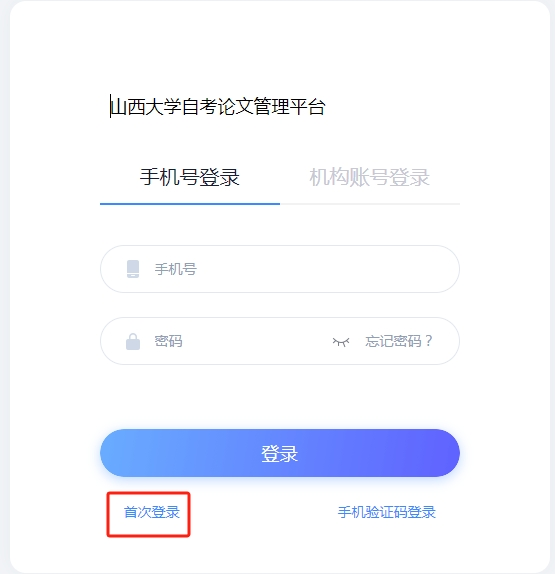 山西大学自考论文管理平台
手机号登录 机构账号登录
手机号
密码 忘记密码？
登录
首次登录 手机验证码登录